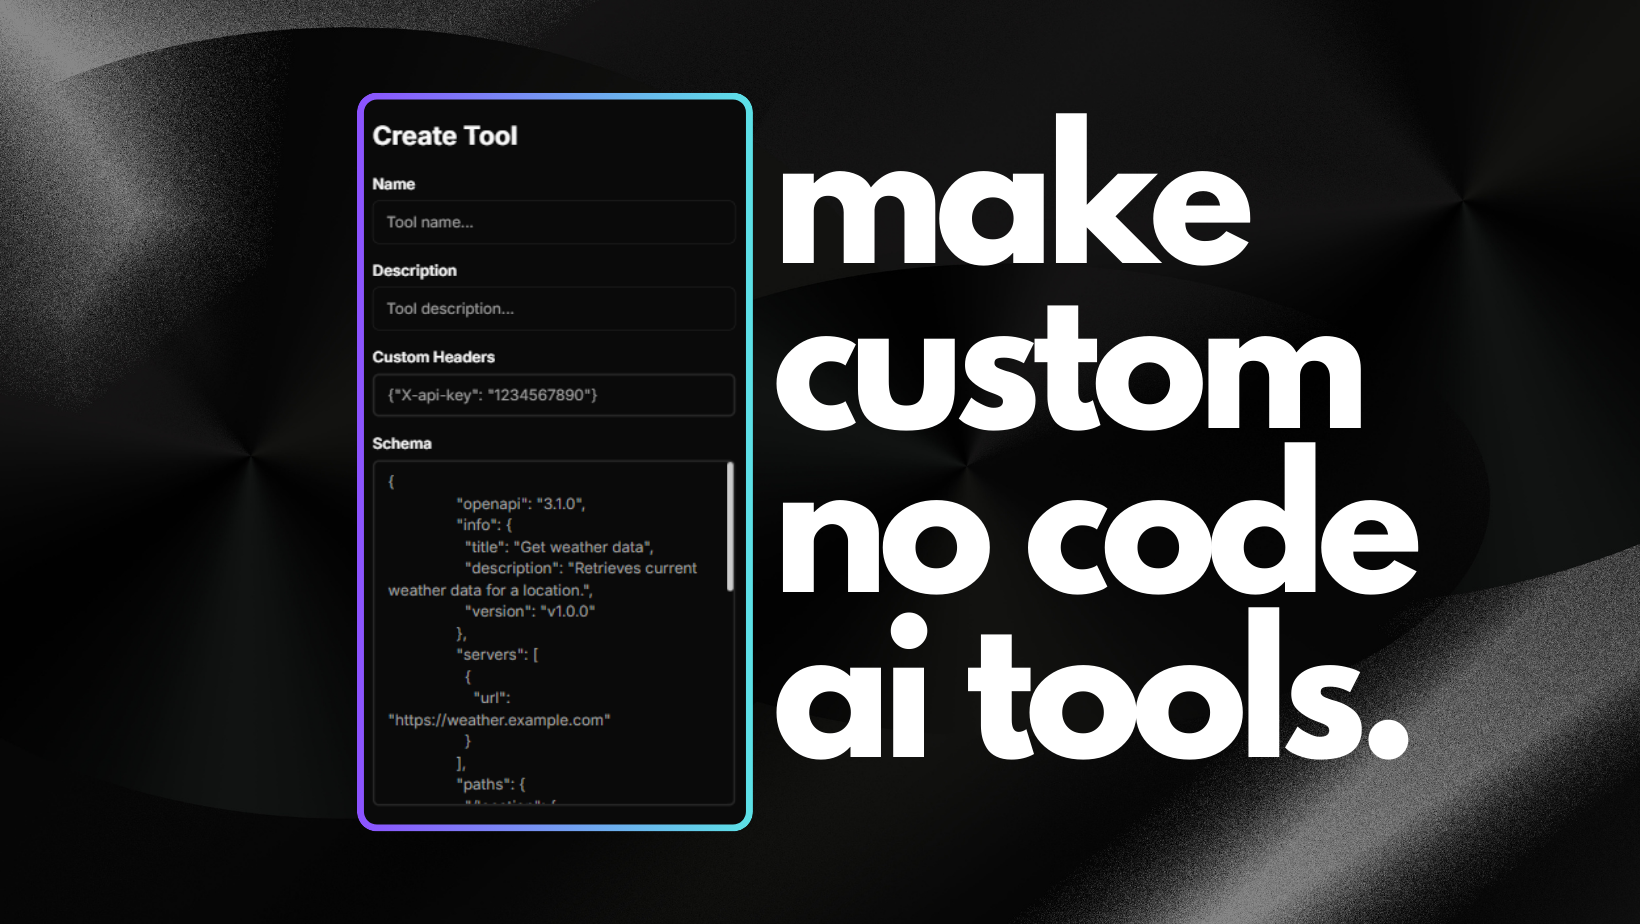 Create Tool
Name
Tool name...
Description
Tool description...
Custom Headers
{"X-api-key": "1234567890"}
Schema
{
"openapi": "3.1.0",
"info": {
"title": "Get weather data",
"description": "Retrieves current
weather data for a location.",
"version": "v1.0.0"
},
"servers": [
{
"url":
"https://weather.example.com"
}
],
"paths": {
make
custom
no code
ai tools.